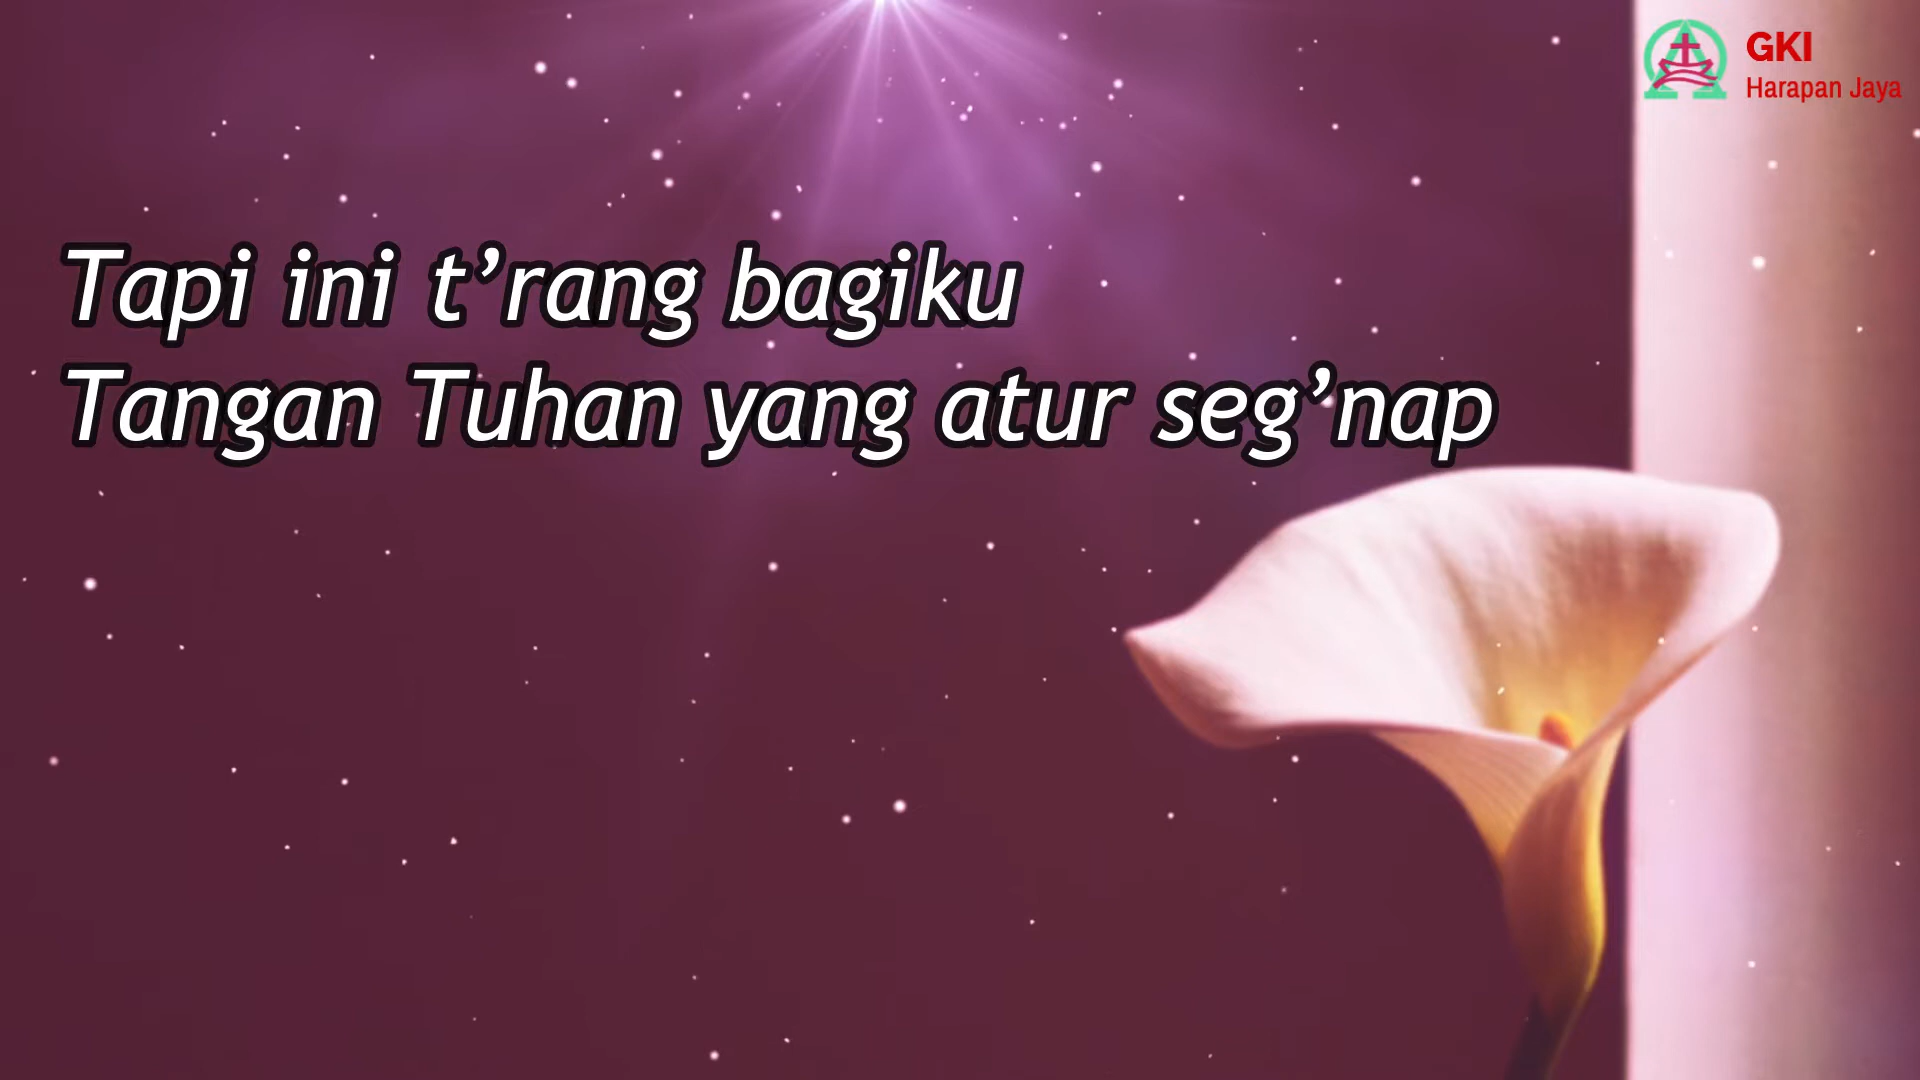 GKI
Harapan Jaya
Tapi ini t’rang bagiku
Tangan Tuhan yang atur seg’nap